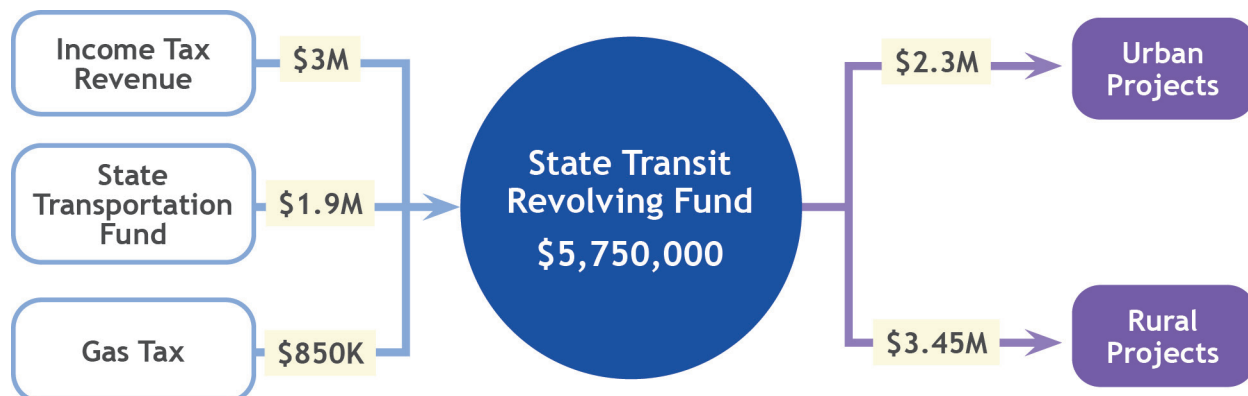 Income Tax
Revenue
$3M
State
Transportation
Fund
$1.9M
Gas Tax
$850K
State Transit
Revolving Fund
$5,750,000
$2.3M
Urban
Projects
$3.45M
Rural
Projects